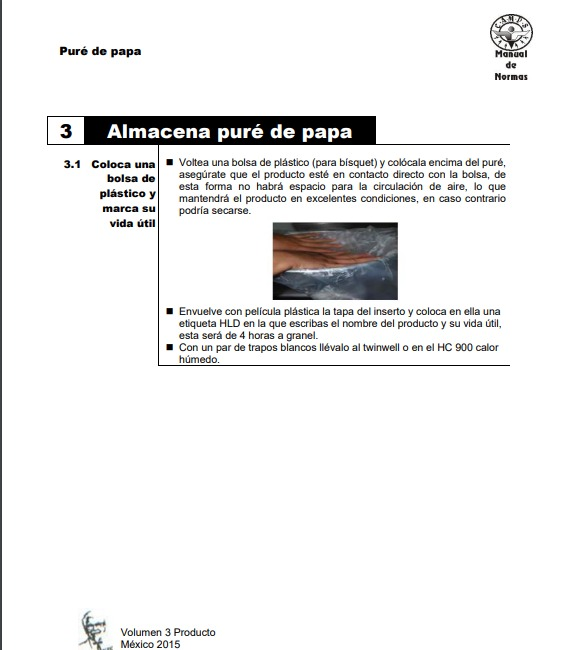 C.A.M.P.S
Manual
de
Normas
Puré de papa
3 Almacena puré de papa
3.1 Coloca una
bolsa de
plástico y
marca su
vida útil
■ Voltea una bolsa de plástico (para bísquet) y colócala encima del puré,
asegúrate que el producto esté en contacto directo con la bolsa, de
esta forma no habrá espacio para la circulación de aire, lo que
mantendrá el producto en excelentes condiciones, en caso contrario
podría secarse.
■ Envuelve con película plástica la tapa del inserto y coloca en ella una
etiqueta HLD en la que escribas el nombre del producto y su vida útil,
esta será de 4 horas a granel.
■ Con un par de trapos blancos llévalo al twinwell o en el HC 900 calor
húmedo.
Volumen 3 Producto
México 2015